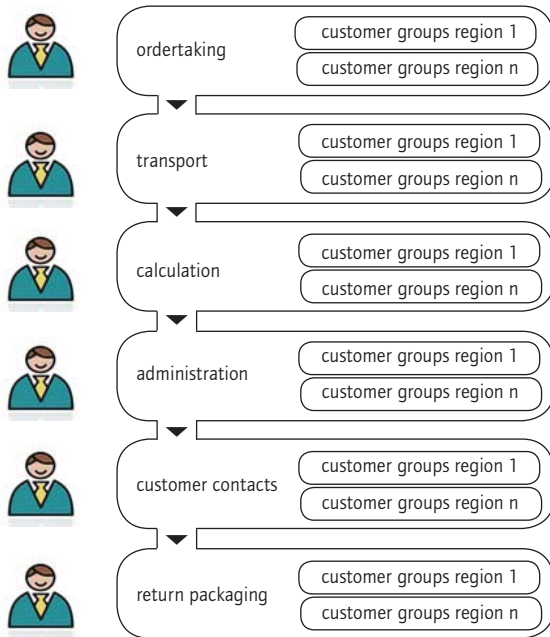 ordertaking
customer groups region 1
customer groups region n
transport
customer groups region 1
customer groups region n
calculation
customer groups region 1
customer groups region n
administration
customer groups region 1
customer groups region n
customer contacts
customer groups region 1
customer groups region n
return packaging
customer groups region 1
customer groups region n